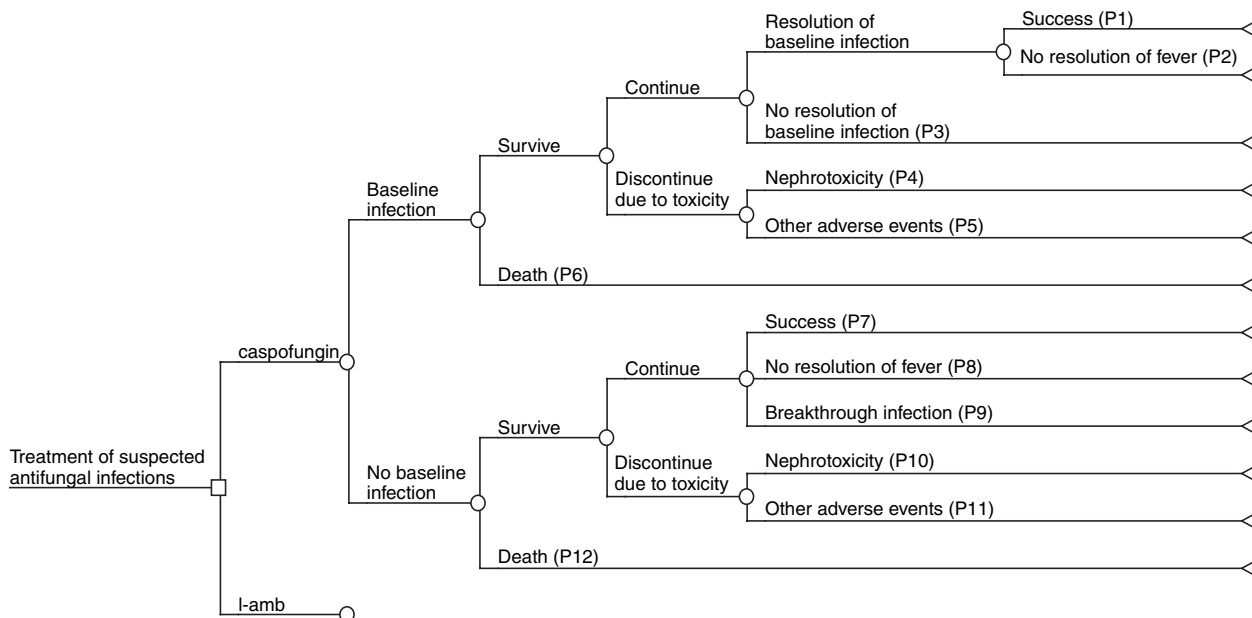 Resolution of
baseline infection
Success (P1)
No resolution of fever (P2)
Continue
No resolution of
baseline infection (P3)
Survive
Discontinue
due to toxicity
Nephrotoxicity (P4)
Other adverse events (P5)
Baseline
infection
Death (P6)
caspofungin
Success (P7)
Continue
No resolution of fever (P8)
Breakthrough infection (P9)
Survive
Treatment of suspected
antifungal infections
No baseline
infection
Discontinue
due to toxicity
Nephrotoxicity (P10)
Other adverse events (P11)
Death (P12)
l-amb